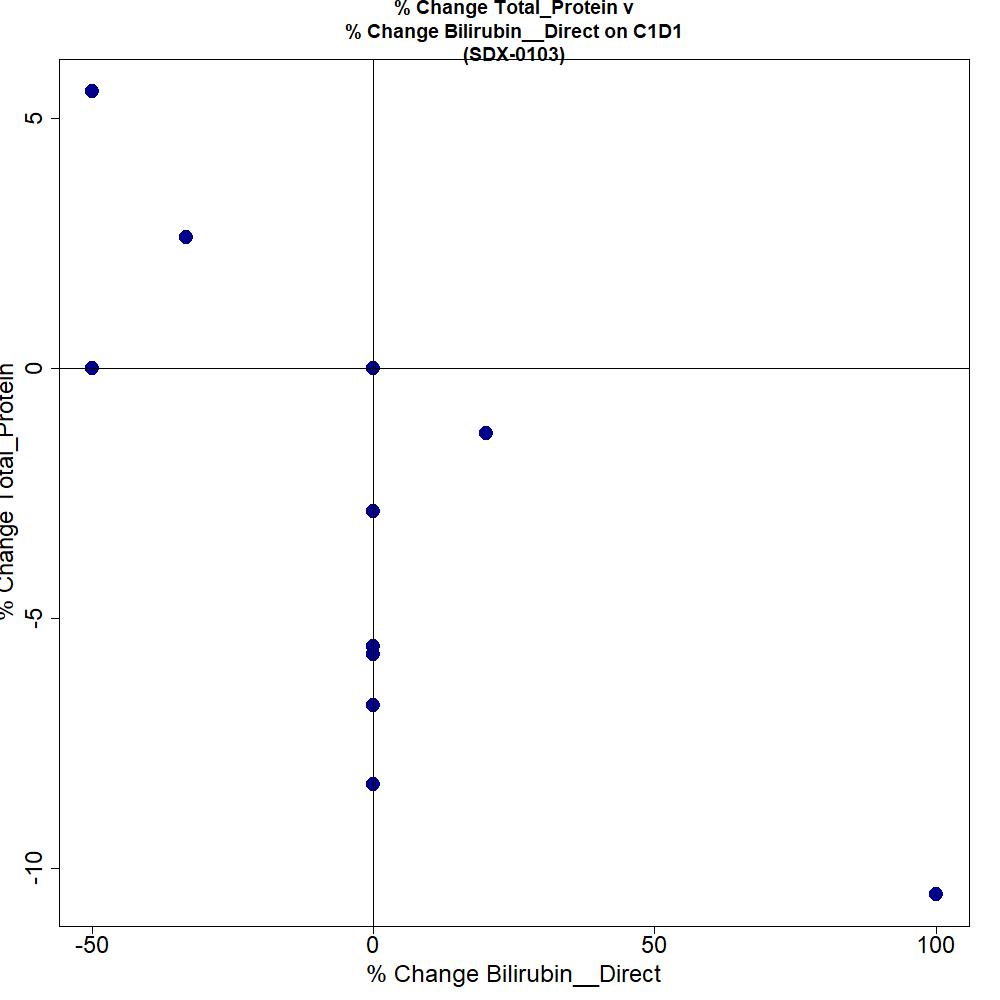 % Change Total_Protein v
% Change Bilirubin__Direct on C1D1
(SDX-0103)
% Change Total_Protein
5
0
-5
-10
-50
0
50
100
% Change Bilirubin__Direct